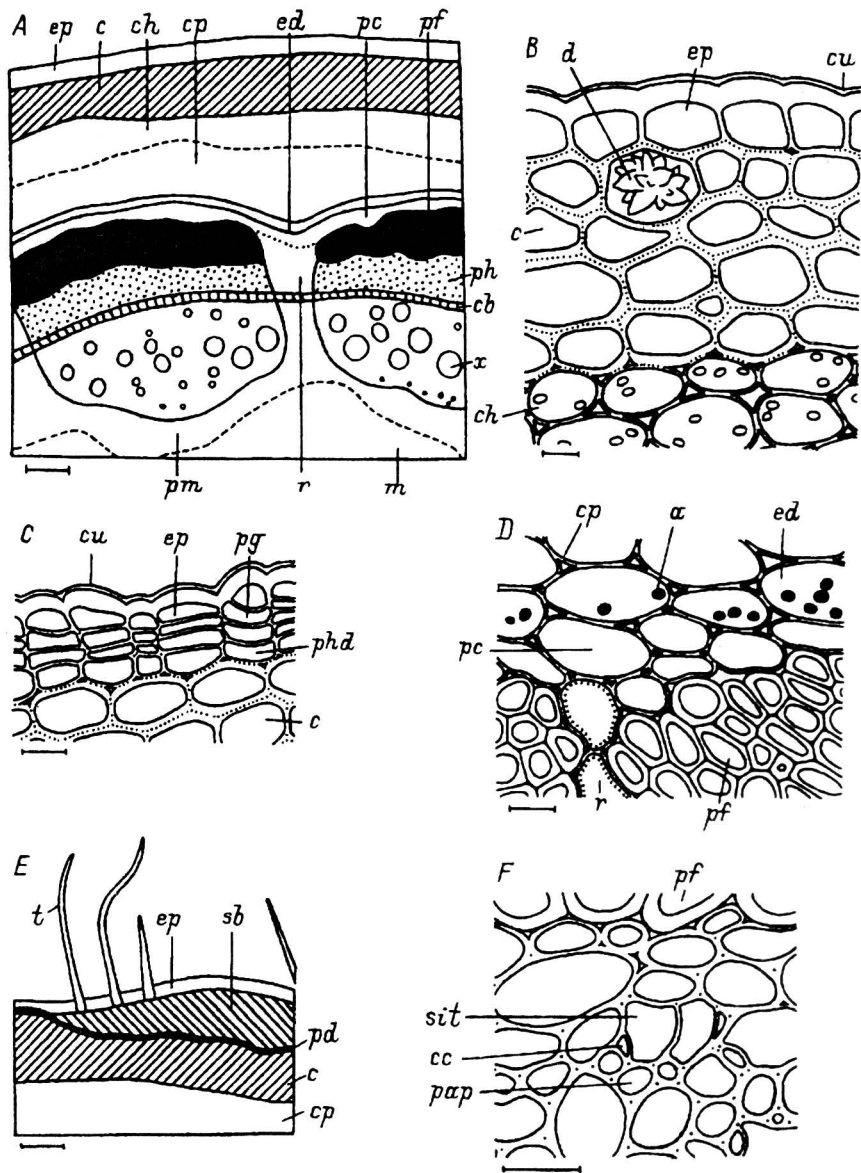 A
ep c ch cp ed pc pf
ph
cb
x
pm r m
B
d ep cu
c
ch
C
cu ep pg
phd
c
D
cp a ed
pc
r pf
E
t ep sb
pd
c
cp
F
pf
sit
cc
pap